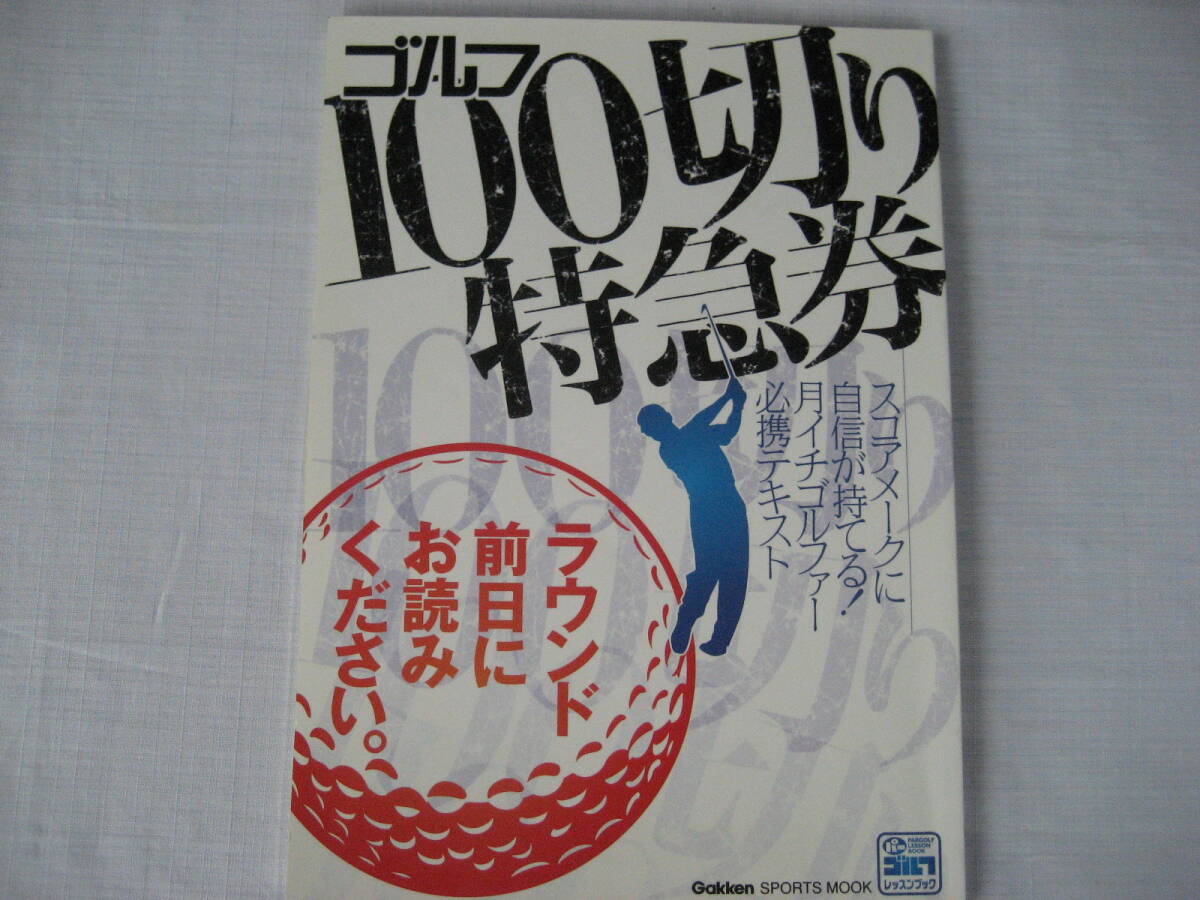 ゴルフ
100切り
特急券
スコアメークに
自信が持てる!
月イチゴルファー
必携テキスト
ラウンド
前日に
お読み
ください。
Gakken SPORTS MOOK
PARGOLF
LESSON
BOOK
ゴルフ
レッスンブック